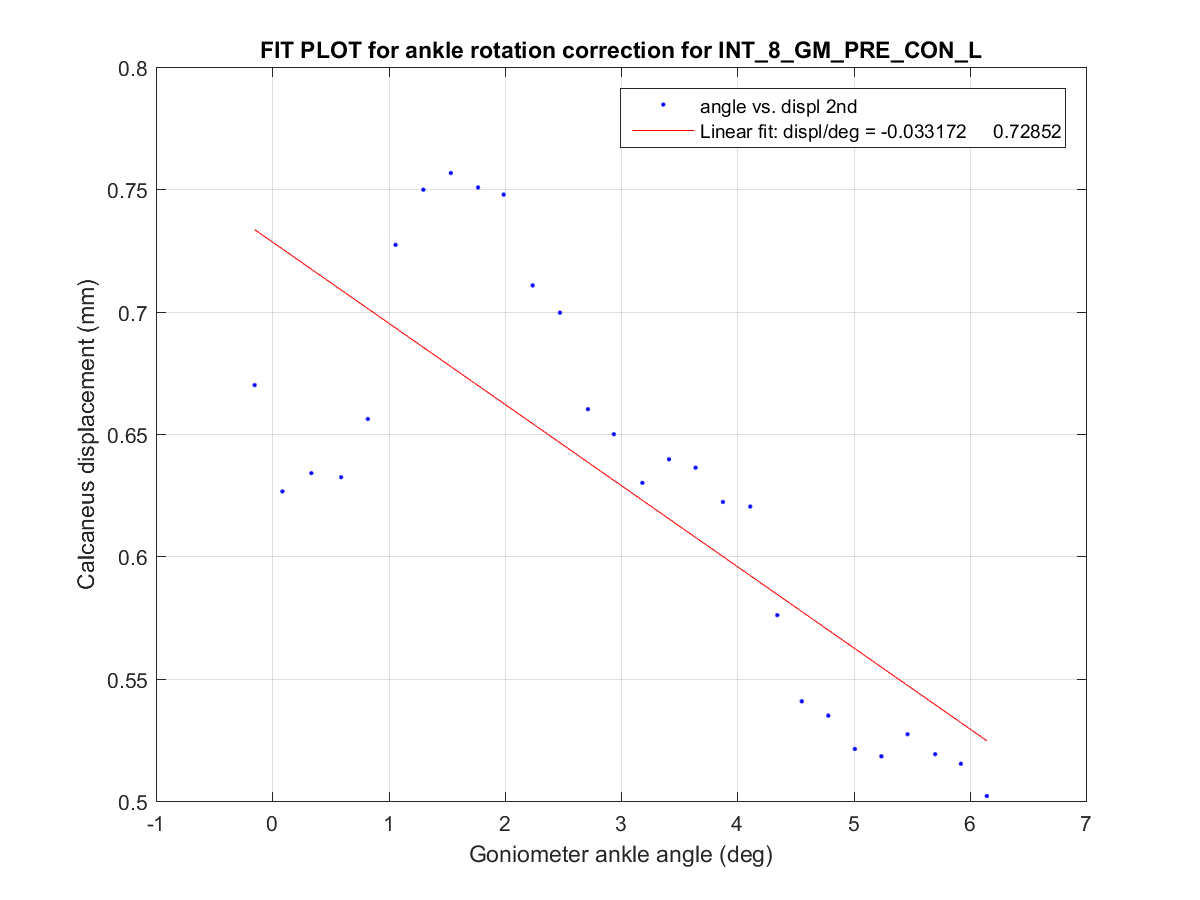 FIT PLOT for ankle rotation correction for INT_8_GM_PRE_CON_L
0.8
angle vs. displ 2nd
Linear fit: displ/deg = -0.033172 0.72852
0.75
0.7
0.65
0.6
0.55
0.5
Calcaneus displacement (mm)
-1 0 1 2 3 4 5 6 7
Goniometer ankle angle (deg)